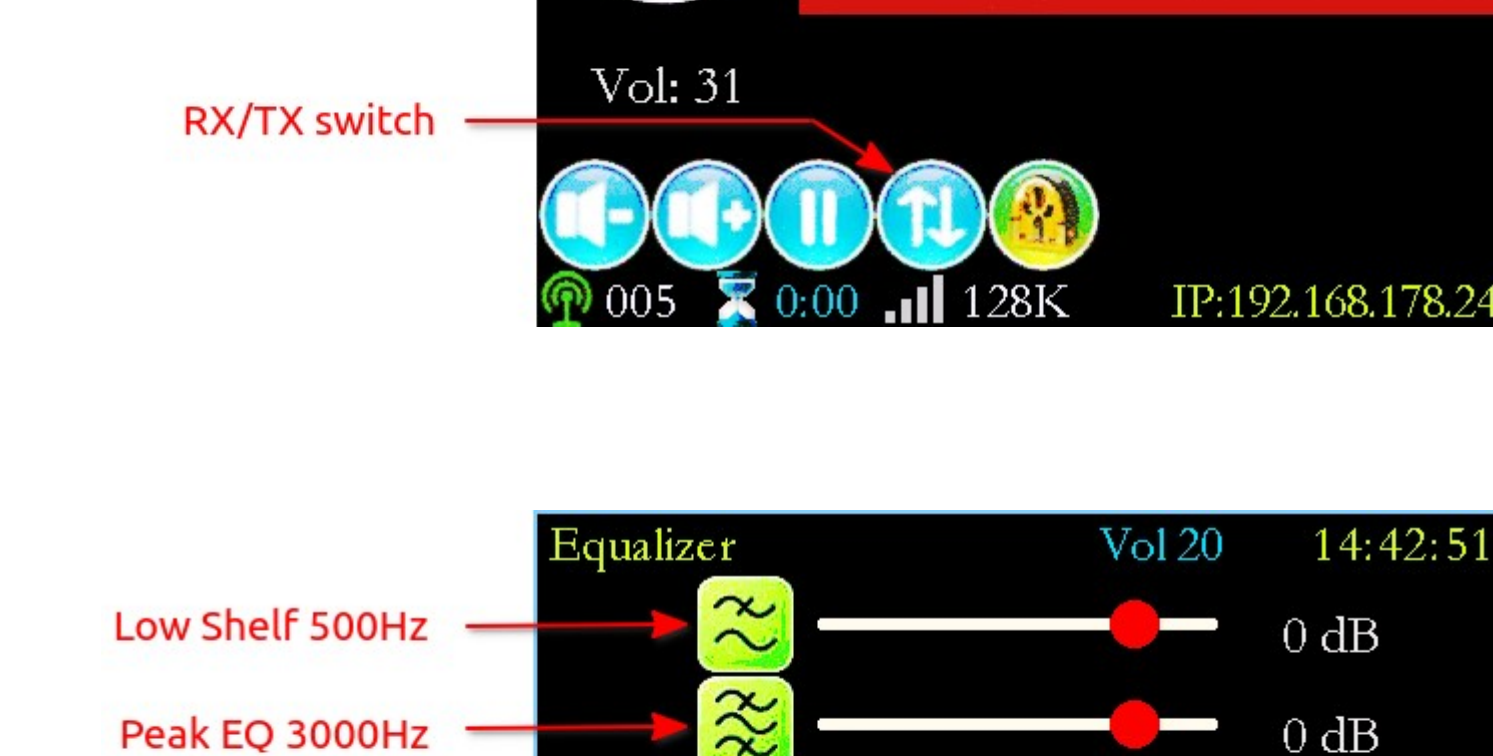 Vol: 31
RX/TX switch
005 0:00 128K IP:192.168.178.24
Equalizer Vol 20 14:42:51
Low Shelf 500Hz 0 dB
Peak EQ 3000Hz 0 dB